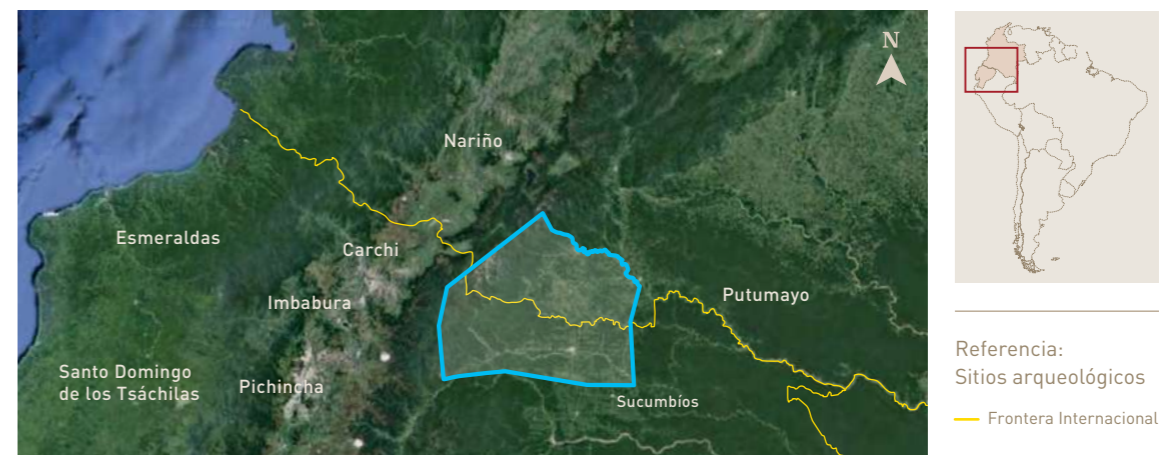 N
Nariño
Esmeraldas
Carchi
Imbabura
Putumayo
Santo Domingo
de los Tsáchilas
Pichincha
Sucumbíos
Referencia:
Sitios arqueológicos
Frontera Internacional